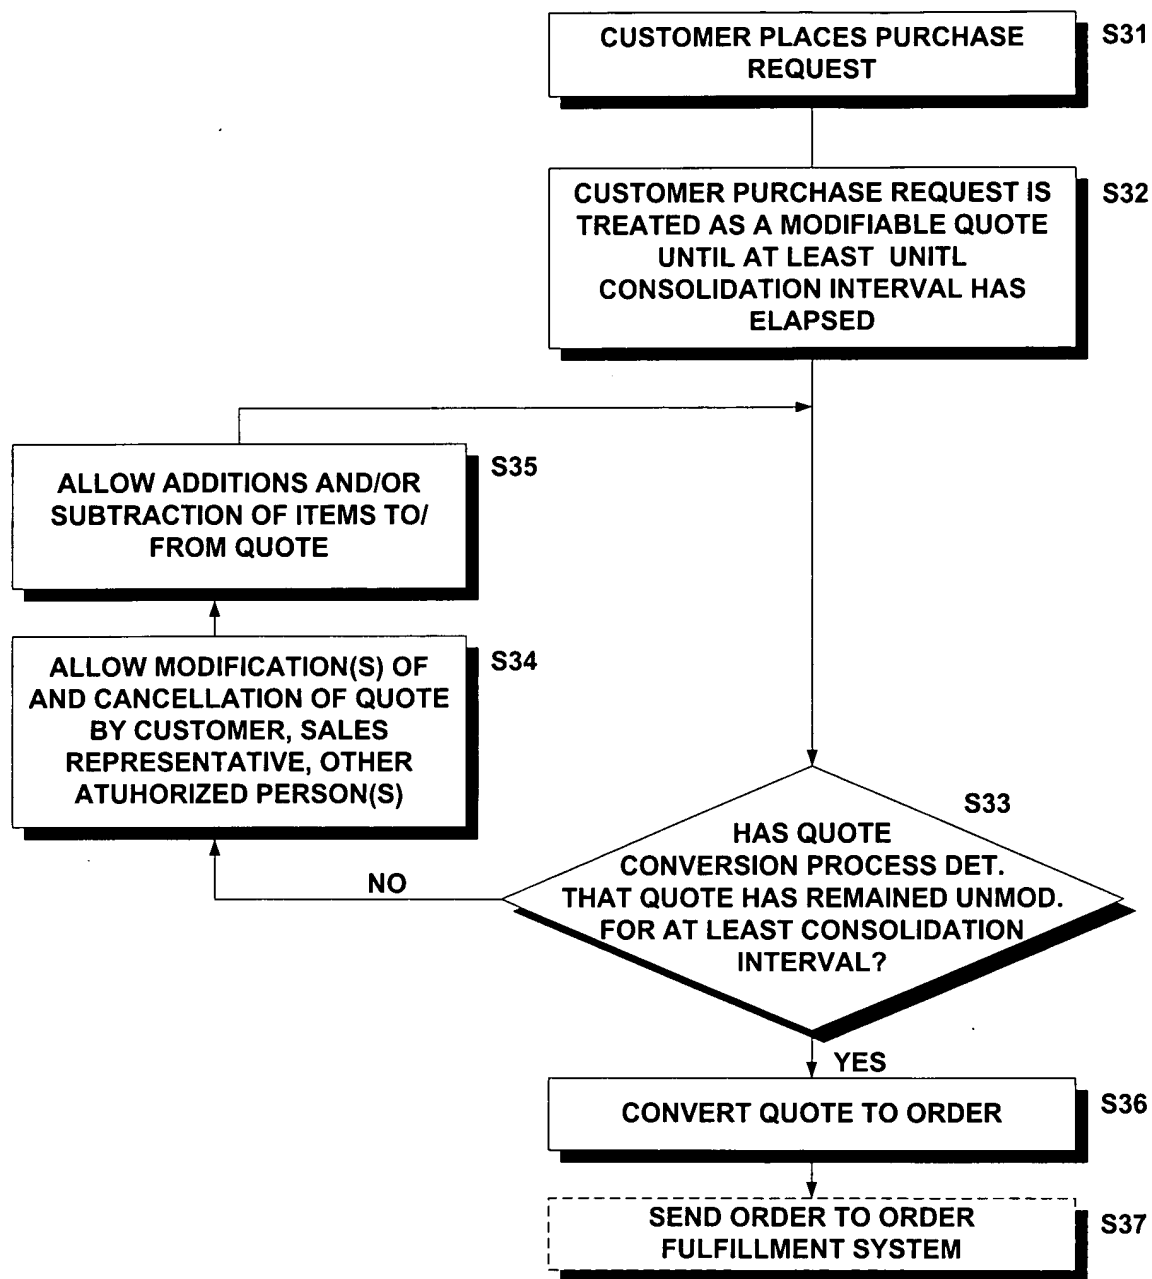 CUSTOMER PLACES PURCHASE
REQUEST
S31
CUSTOMER PURCHASE REQUEST IS
TREATED AS A MODIFIABLE QUOTE
UNTIL AT LEAST UNITL
CONSOLIDATION INTERVAL HAS
ELAPSED
S32
ALLOW ADDITIONS AND/OR
SUBTRACTION OF ITEMS TO/
FROM QUOTE
S35
ALLOW MODIFICATION(S) OF
AND CANCELLATION OF QUOTE
BY CUSTOMER, SALES
REPRESENTATIVE, OTHER
ATUHORIZED PERSON(S)
S34
S33
HAS QUOTE
CONVERSION PROCESS DET.
THAT QUOTE HAS REMAINED UNMOD.
FOR AT LEAST CONSOLIDATION
INTERVAL?
NO
YES
CONVERT QUOTE TO ORDER
S36
SEND ORDER TO ORDER
FULFILLMENT SYSTEM
S37